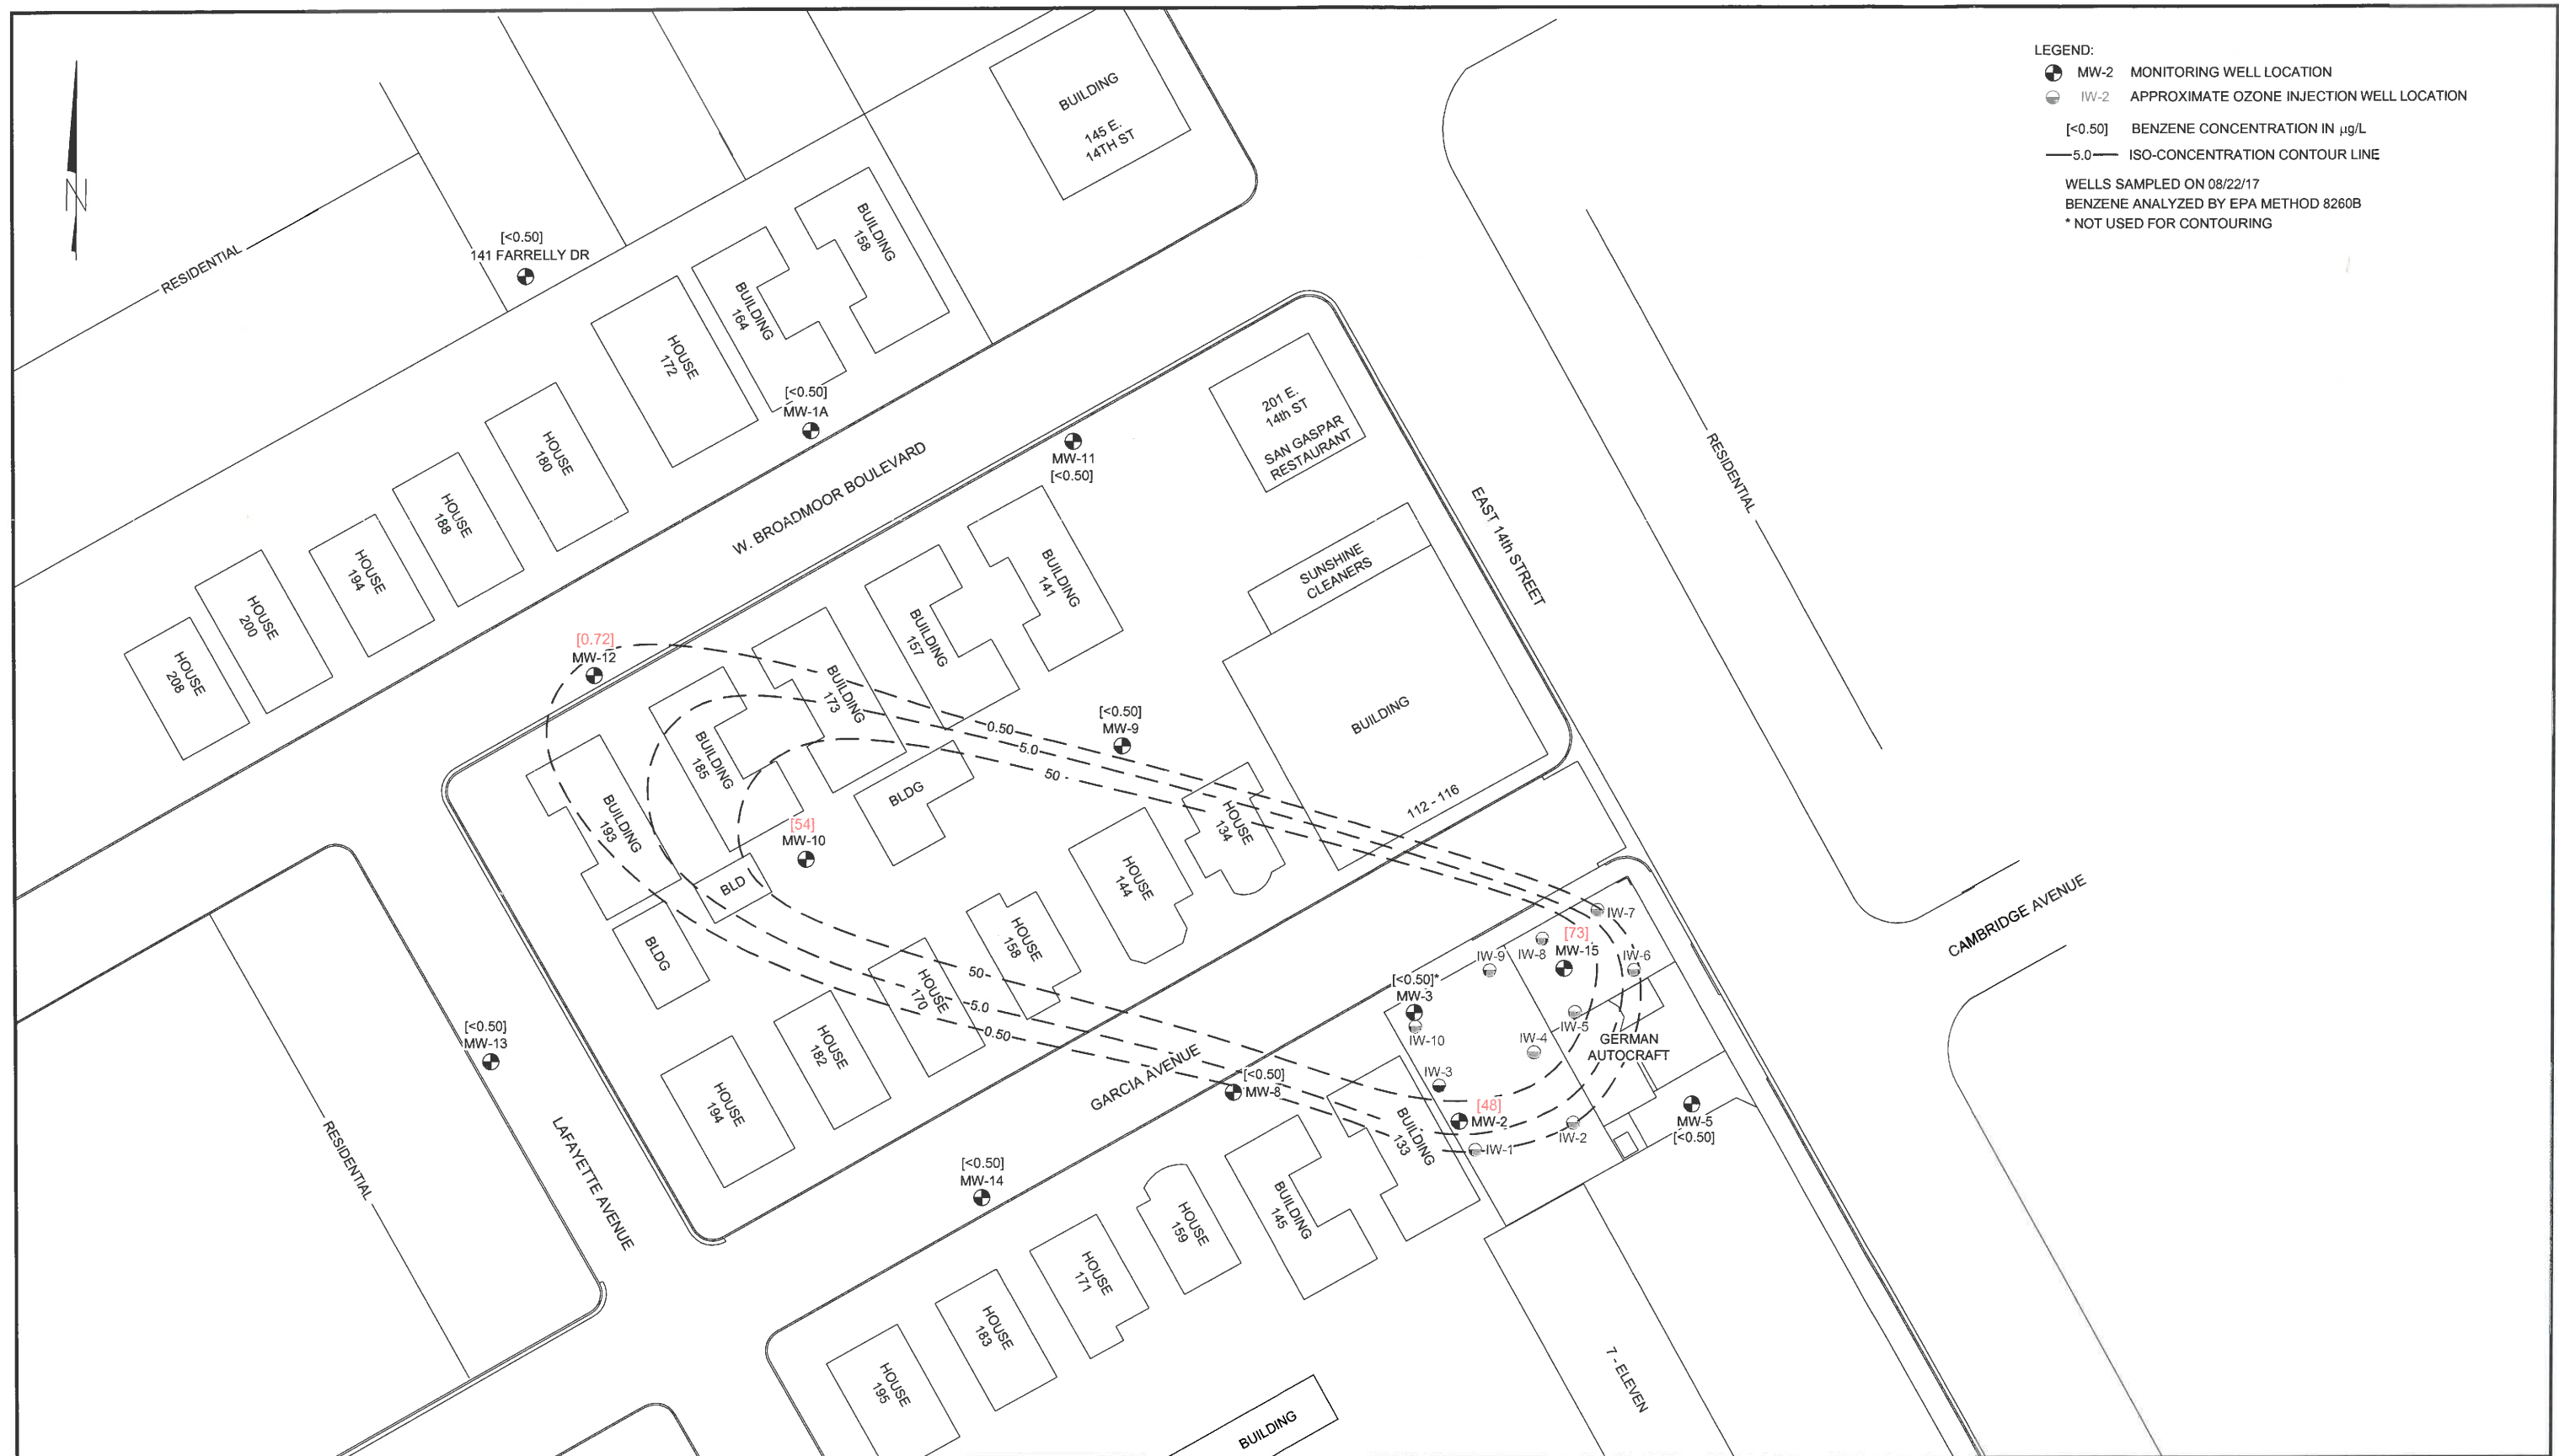 LEGEND:
MW-2 MONITORING WELL LOCATION
IW-2 APPROXIMATE OZONE INJECTION WELL LOCATION
[<0.50] BENZENE CONCENTRATION IN µg/L
5.0 ISO-CONCENTRATION CONTOUR LINE
WELLS SAMPLED ON 08/22/17
BENZENE ANALYZED BY EPA METHOD 8260B
* NOT USED FOR CONTOURING
N
BUILDING
145 E.
14TH ST
RESIDENTIAL
[<0.50]
141 FARRELLY DR
BUILDING
158
BUILDING
164
HOUSE
172
HOUSE
180
HOUSE
188
HOUSE
194
HOUSE
200
HOUSE
208
[<0.50]
MW-1A
W. BROADMOOR BOULEVARD
MW-11
[<0.50]
201 E.
14th ST
SAN GASPAR
RESTAURANT
EAST 14th STREET
RESIDENTIAL
SUNSHINE
CLEANERS
BUILDING
112 - 116
BUILDING
141
BUILDING
157
BUILDING
173
BUILDING
185
BUILDING
193
[0.72]
MW-12
0.50
5.0
50
[<0.50]
MW-9
BLDG
[54]
MW-10
BLD
BLDG
HOUSE
134
HOUSE
144
HOUSE
158
HOUSE
170
HOUSE
182
HOUSE
194
50
5.0
0.50
CAMBRIDGE AVENUE
IW-7
[73]
MW-15
IW-8
IW-9
IW-6
[<0.50]*
MW-3
IW-10
IW-5
IW-4
GERMAN
AUTOCRAFT
IW-3
[48]
MW-2
IW-1
IW-2
MW-5
[<0.50]
GARCIA AVENUE
[<0.50]
MW-8
[<0.50]
MW-13
[<0.50]
MW-14
LAFAYETTE AVENUE
RESIDENTIAL
BUILDING
133
BUILDING
145
HOUSE
159
HOUSE
171
HOUSE
183
HOUSE
195
BUILDING
7 - ELEVEN